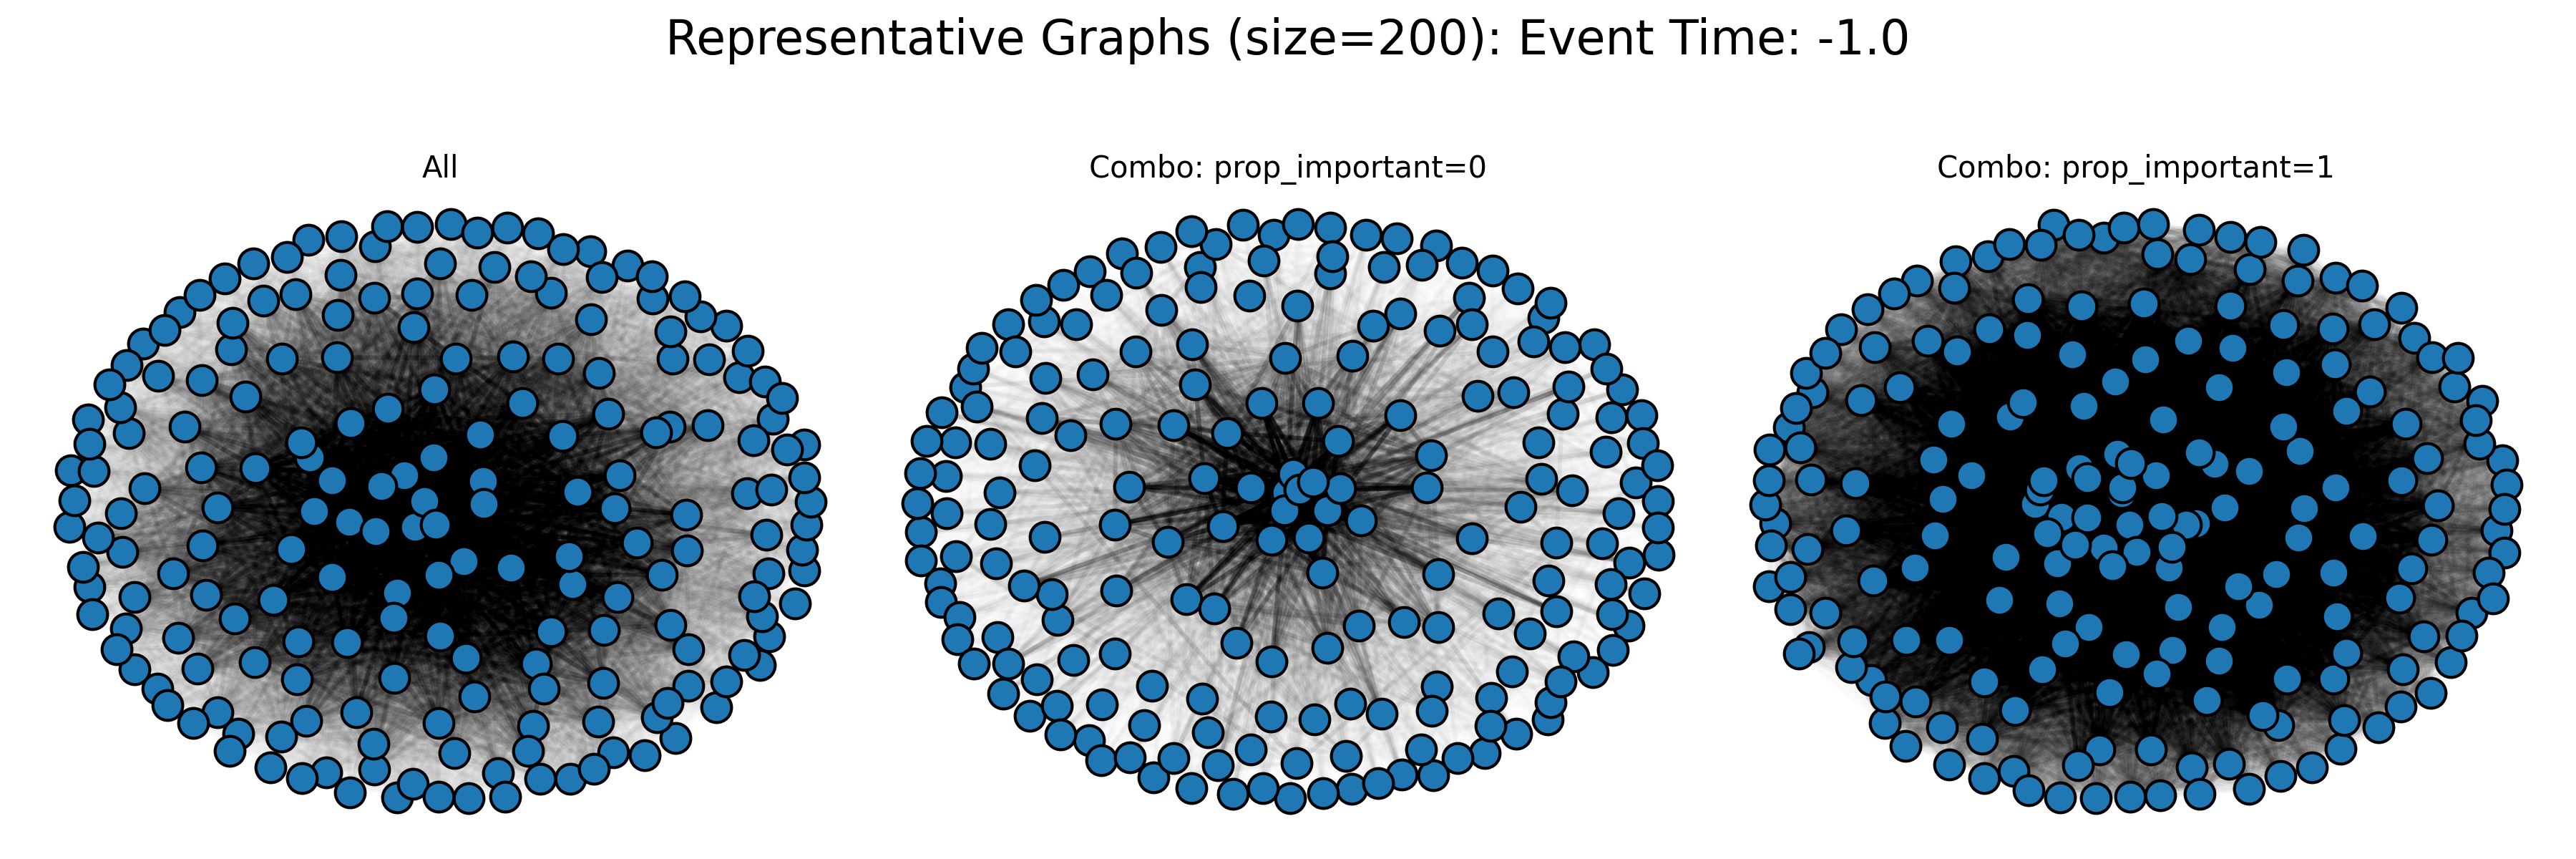 Representative Graphs (size=200): Event Time: -1.0
All
Combo: prop_important=0
Combo: prop_important=1